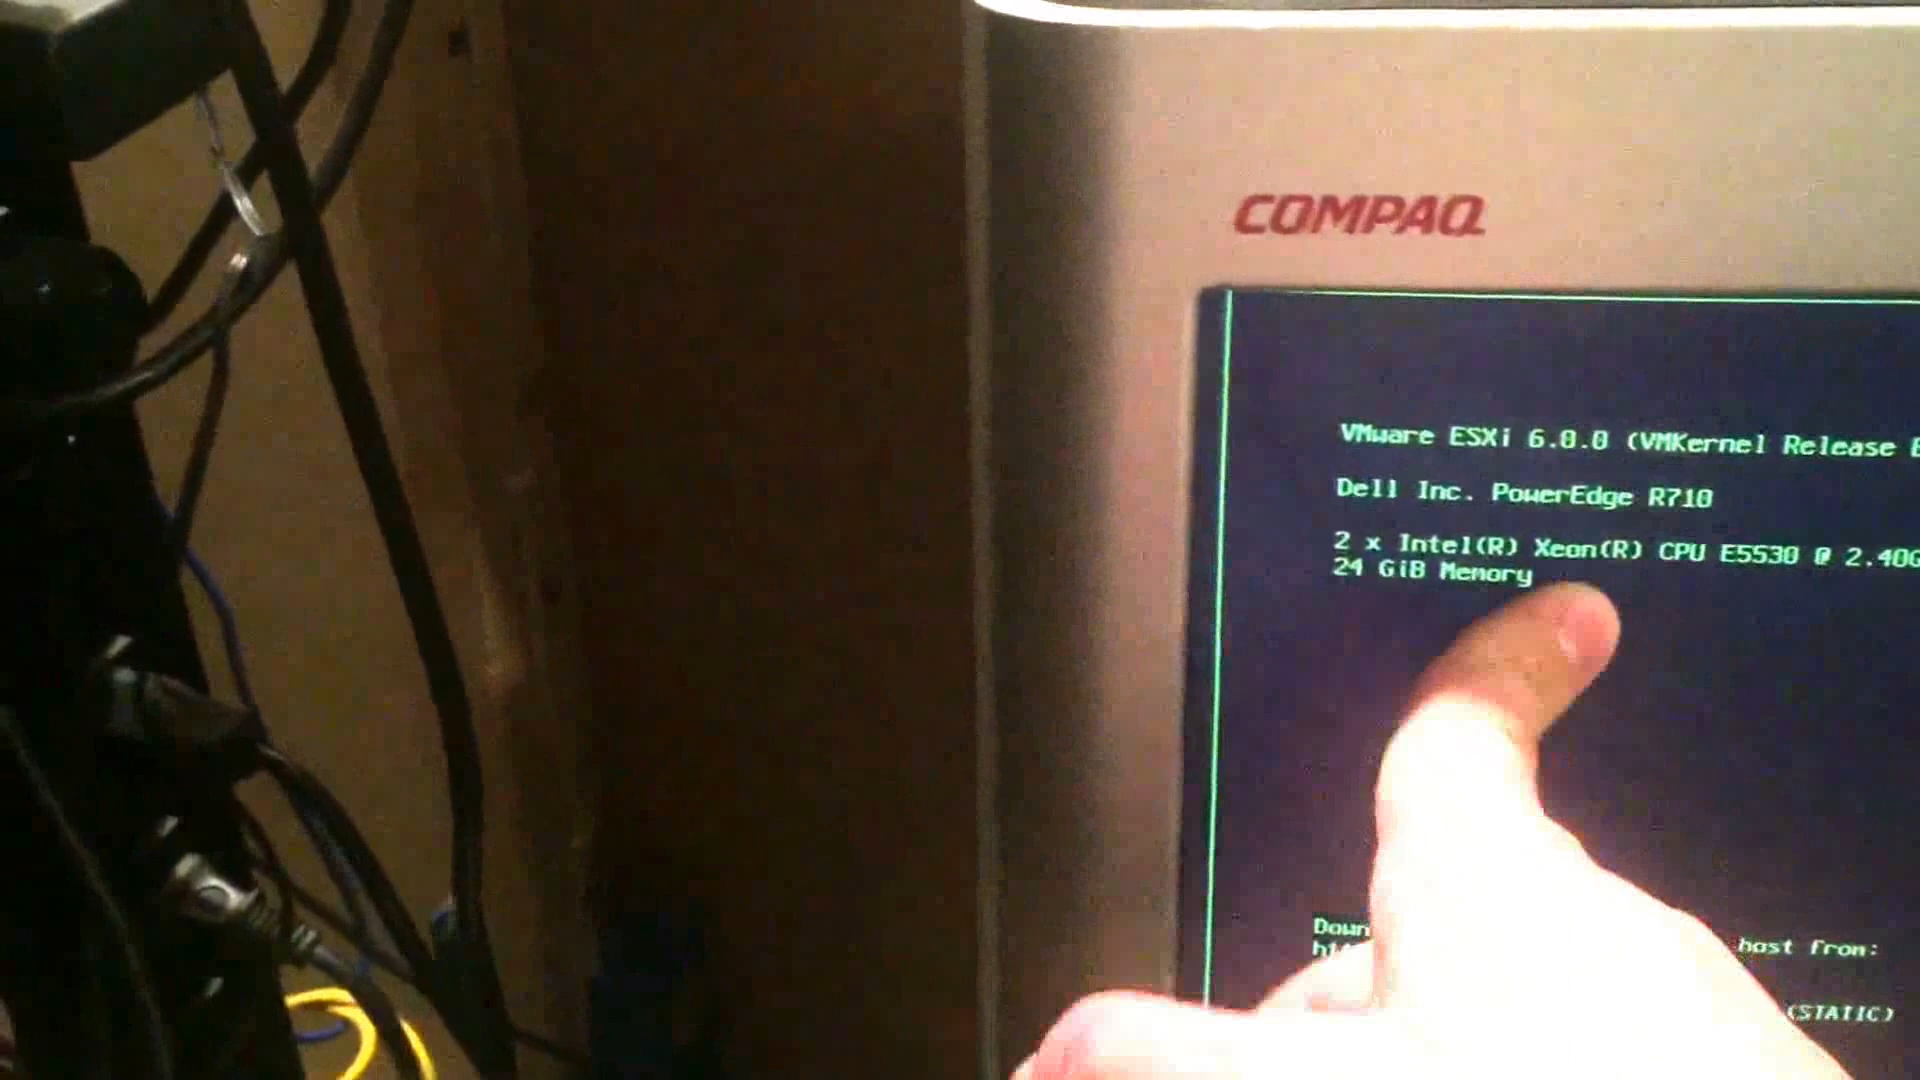 COMPAQ
VMware ESXi 6.0.0 (VMKernel Release
Dell Inc. PowerEdge R710
2 x Intel(R) Xeon(R) CPU E5530 @ 2.40G
24 GiB Memory
host from:
(STATIC)